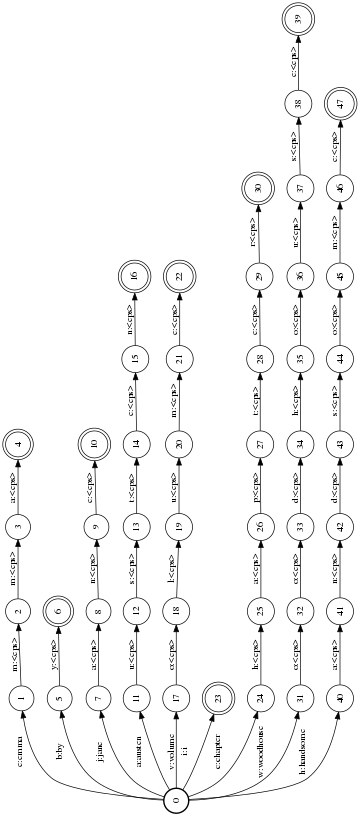 0
e:emma
1
m:<eps>
2
m:<eps>
3
a:<eps>
4
b:by
5
y:<eps>
6
j:jane
7
a:<eps>
8
n:<eps>
9
e:<eps>
10
a:austen
11
u:<eps>
12
s:<eps>
13
t:<eps>
14
e:<eps>
15
n:<eps>
16
v:volume
17
o:<eps>
18
l:<eps>
19
u:<eps>
20
m:<eps>
21
e:<eps>
22
i:i
23
c:chapter
24
h:<eps>
25
a:<eps>
26
p:<eps>
27
t:<eps>
28
e:<eps>
29
r:<eps>
30
w:woodhouse
31
o:<eps>
32
o:<eps>
33
d:<eps>
34
h:<eps>
35
o:<eps>
36
u:<eps>
37
s:<eps>
38
e:<eps>
39
h:handsome
40
a:<eps>
41
n:<eps>
42
d:<eps>
43
s:<eps>
44
o:<eps>
45
m:<eps>
46
e:<eps>
47